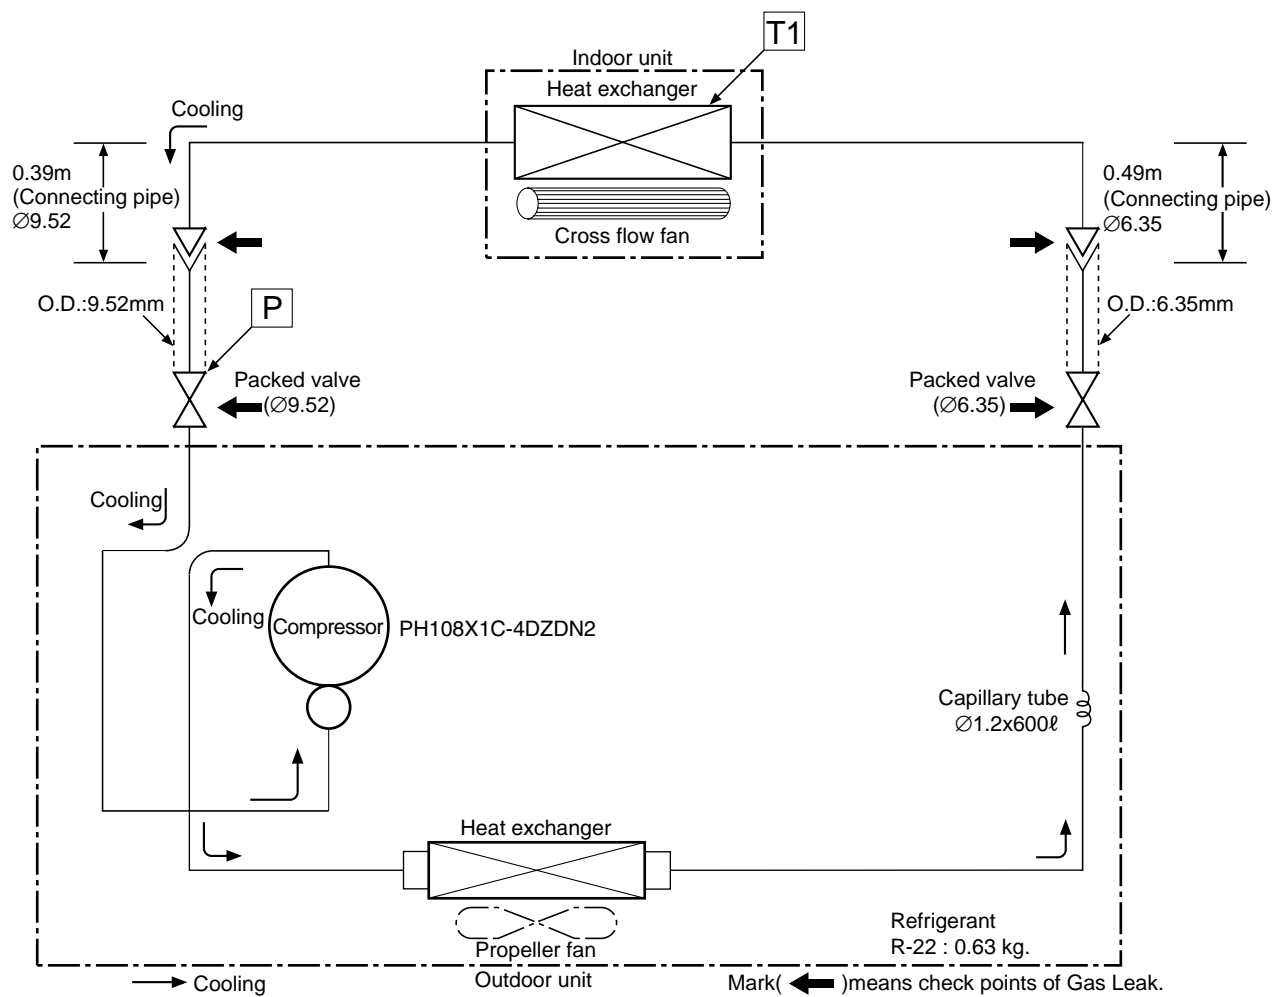 T1
Indoor unit
Heat exchanger
Cooling
0.39m
(Connecting pipe)
∅9.52
0.49m
(Connecting pipe)
∅6.35
Cross flow fan
O.D.:9.52mm
P
O.D.:6.35mm
Packed valve
(∅9.52)
Packed valve
(∅6.35)
Cooling
Cooling
Compressor
PH108X1C-4DZDN2
Capillary tube
∅1.2x600ℓ
Heat exchanger
Propeller fan
Refrigerant
R-22 : 0.63 kg.
Outdoor unit
Cooling
Mark( )means check points of Gas Leak.